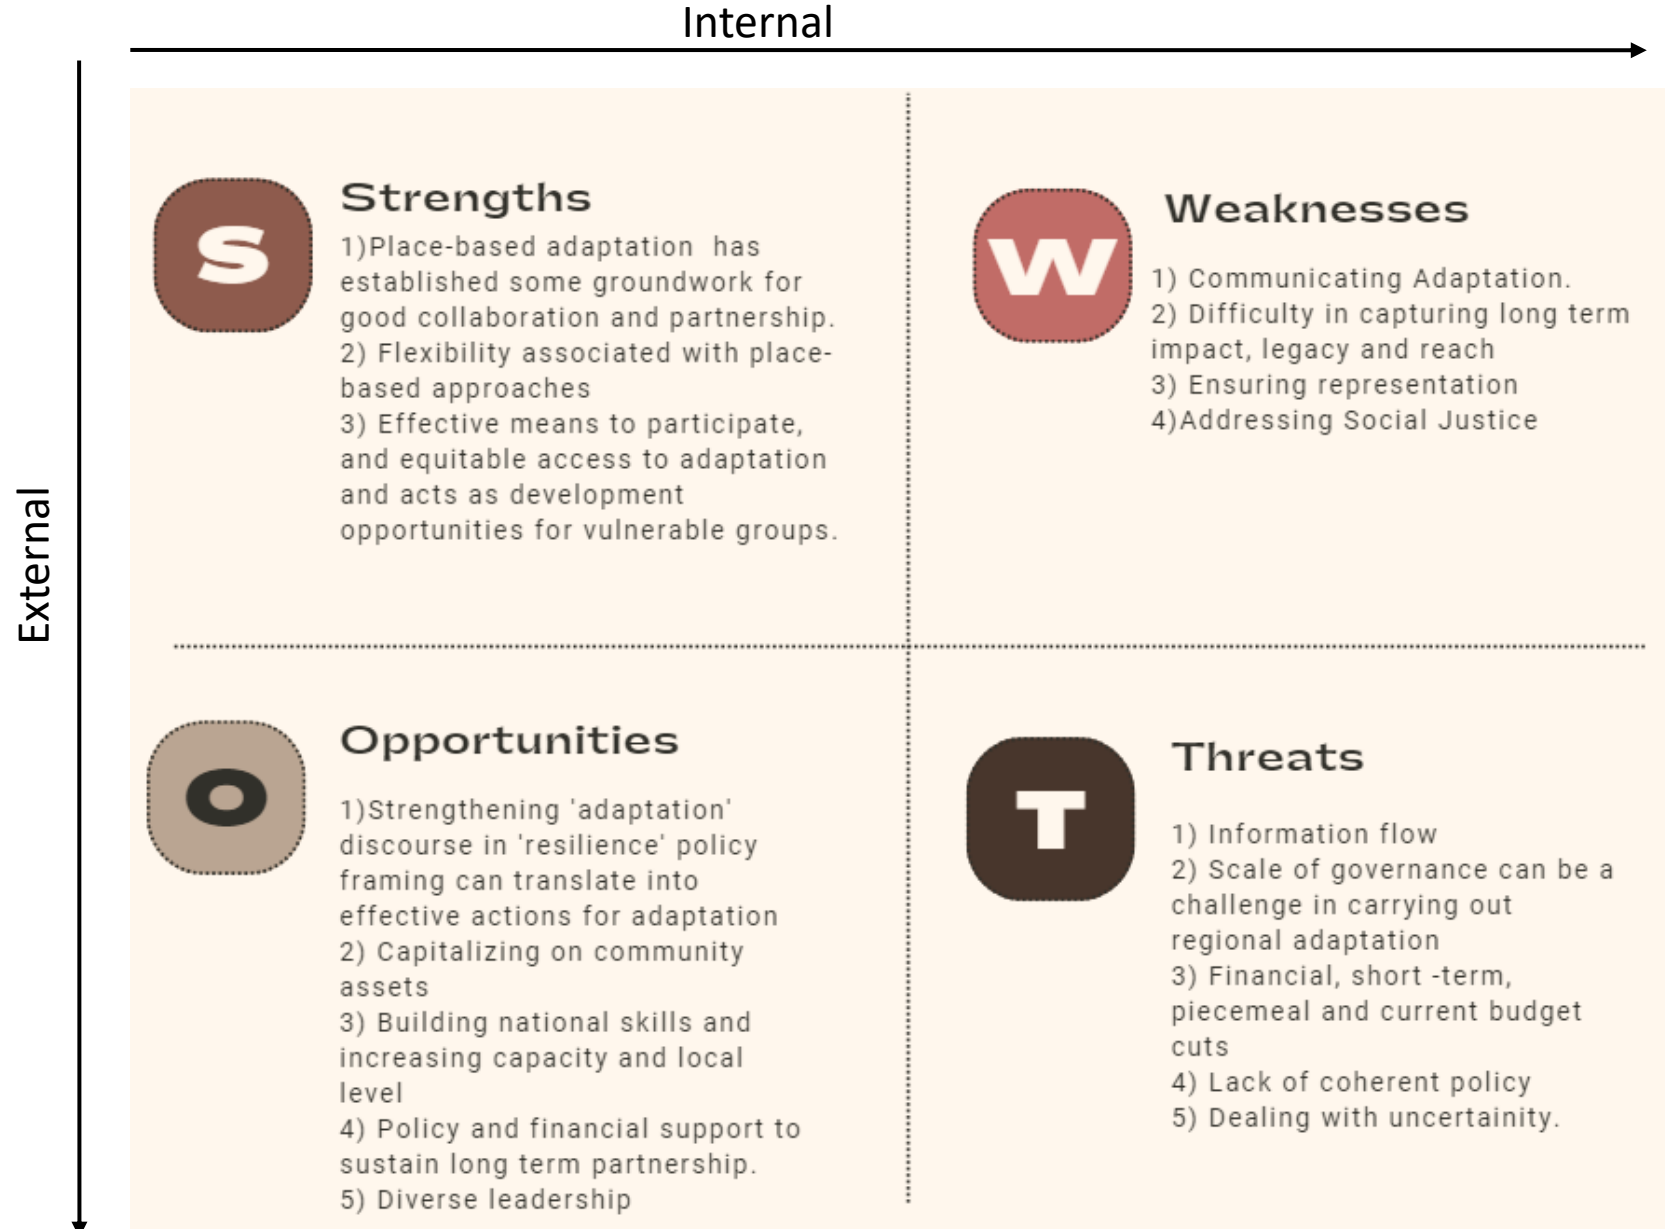 Internal
External
S
Strengths
1)Place-based adaptation  has
established some groundwork for
good collaboration and partnership.
2) Flexibility associated with place-
based approaches
3) Effective means to participate,
and equitable access to adaptation
and acts as development
opportunities for vulnerable groups.
W
Weaknesses
1) Communicating Adaptation.
2) Difficulty in capturing long term
impact, legacy and reach
3) Ensuring representation
4)Addressing Social Justice
O
Opportunities
1)Strengthening 'adaptation'
discourse in 'resilience' policy
framing can translate into
effective actions for adaptation
2) Capitalizing on community
assets
3) Building national skills and
increasing capacity and local
level
4) Policy and financial support to
sustain long term partnership.
5) Diverse leadership
T
Threats
1) Information flow
2) Scale of governance can be a
challenge in carrying out
regional adaptation
3) Financial, short -term,
piecemeal and current budget
cuts
4) Lack of coherent policy
5) Dealing with uncertainity.